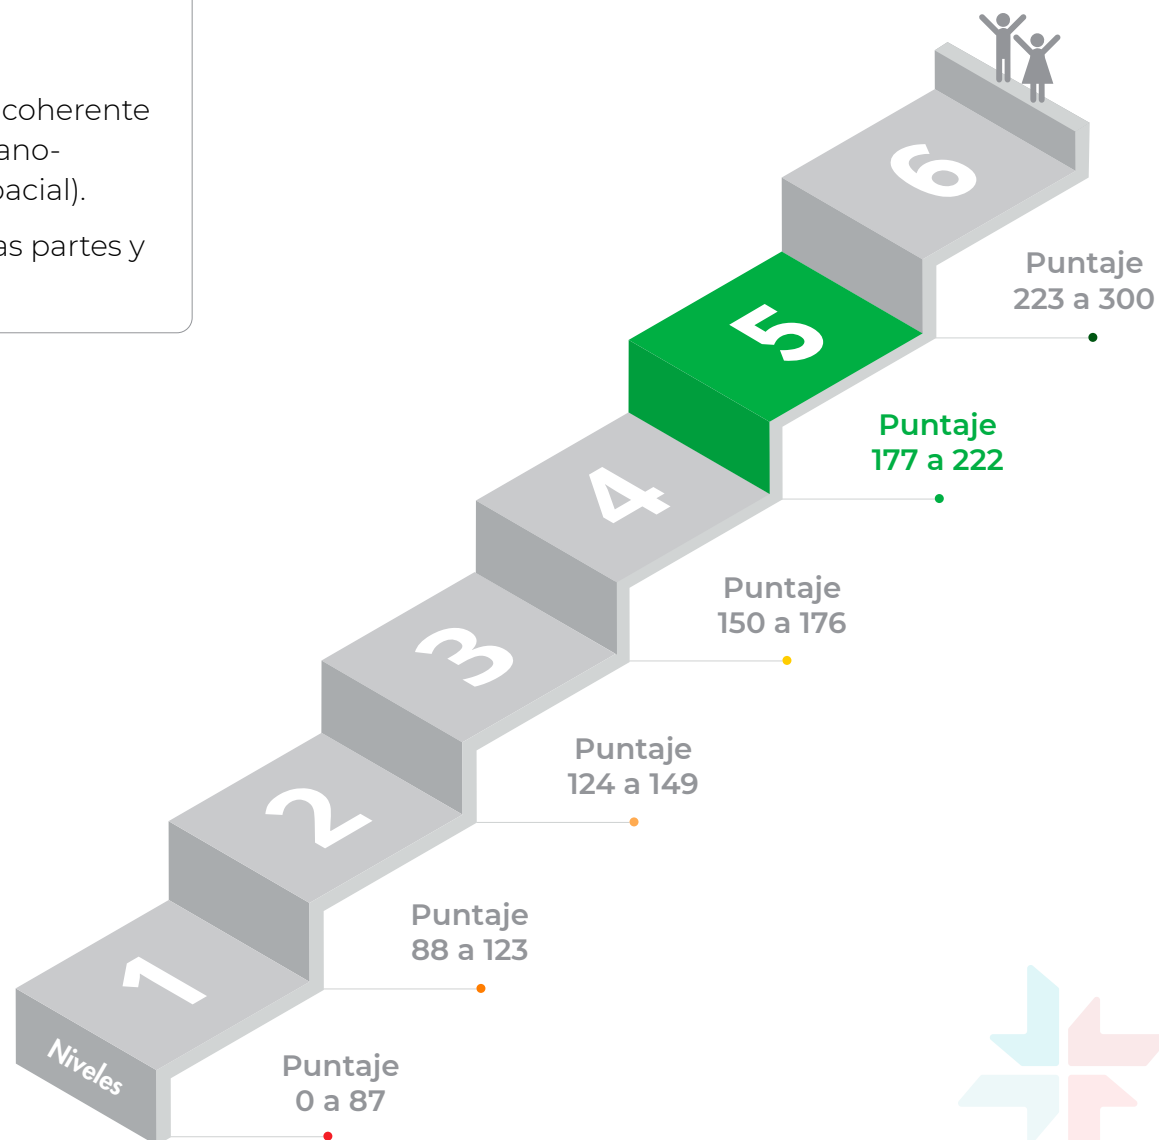 coherente
ano-
pacial).
as partes y
6
Puntaje
223 a 300
5
Puntaje
177 a 222
4
Puntaje
150 a 176
3
Puntaje
124 a 149
2
Puntaje
88 a 123
1
Niveles
Puntaje
0 a 87